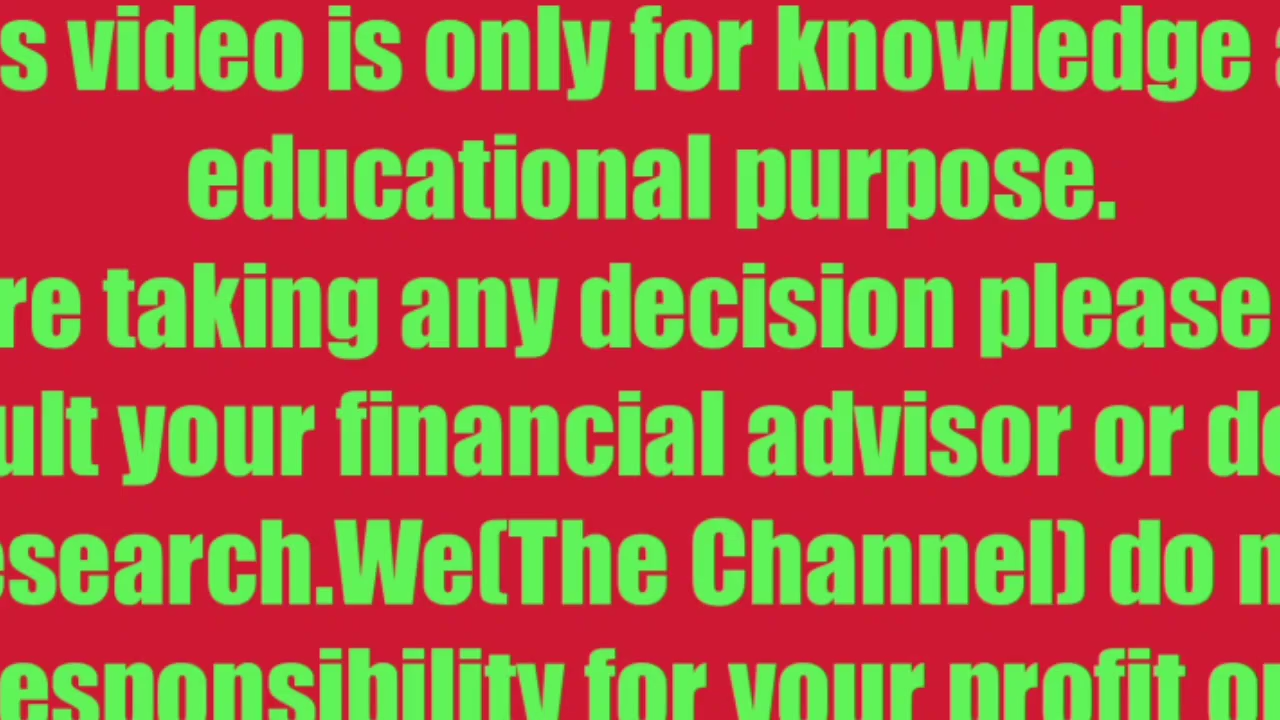 s video is only for knowledge
educational purpose.
re taking any decision please
ult your financial advisor or
esearch.We(The Channel) do
esponsibility for your profit